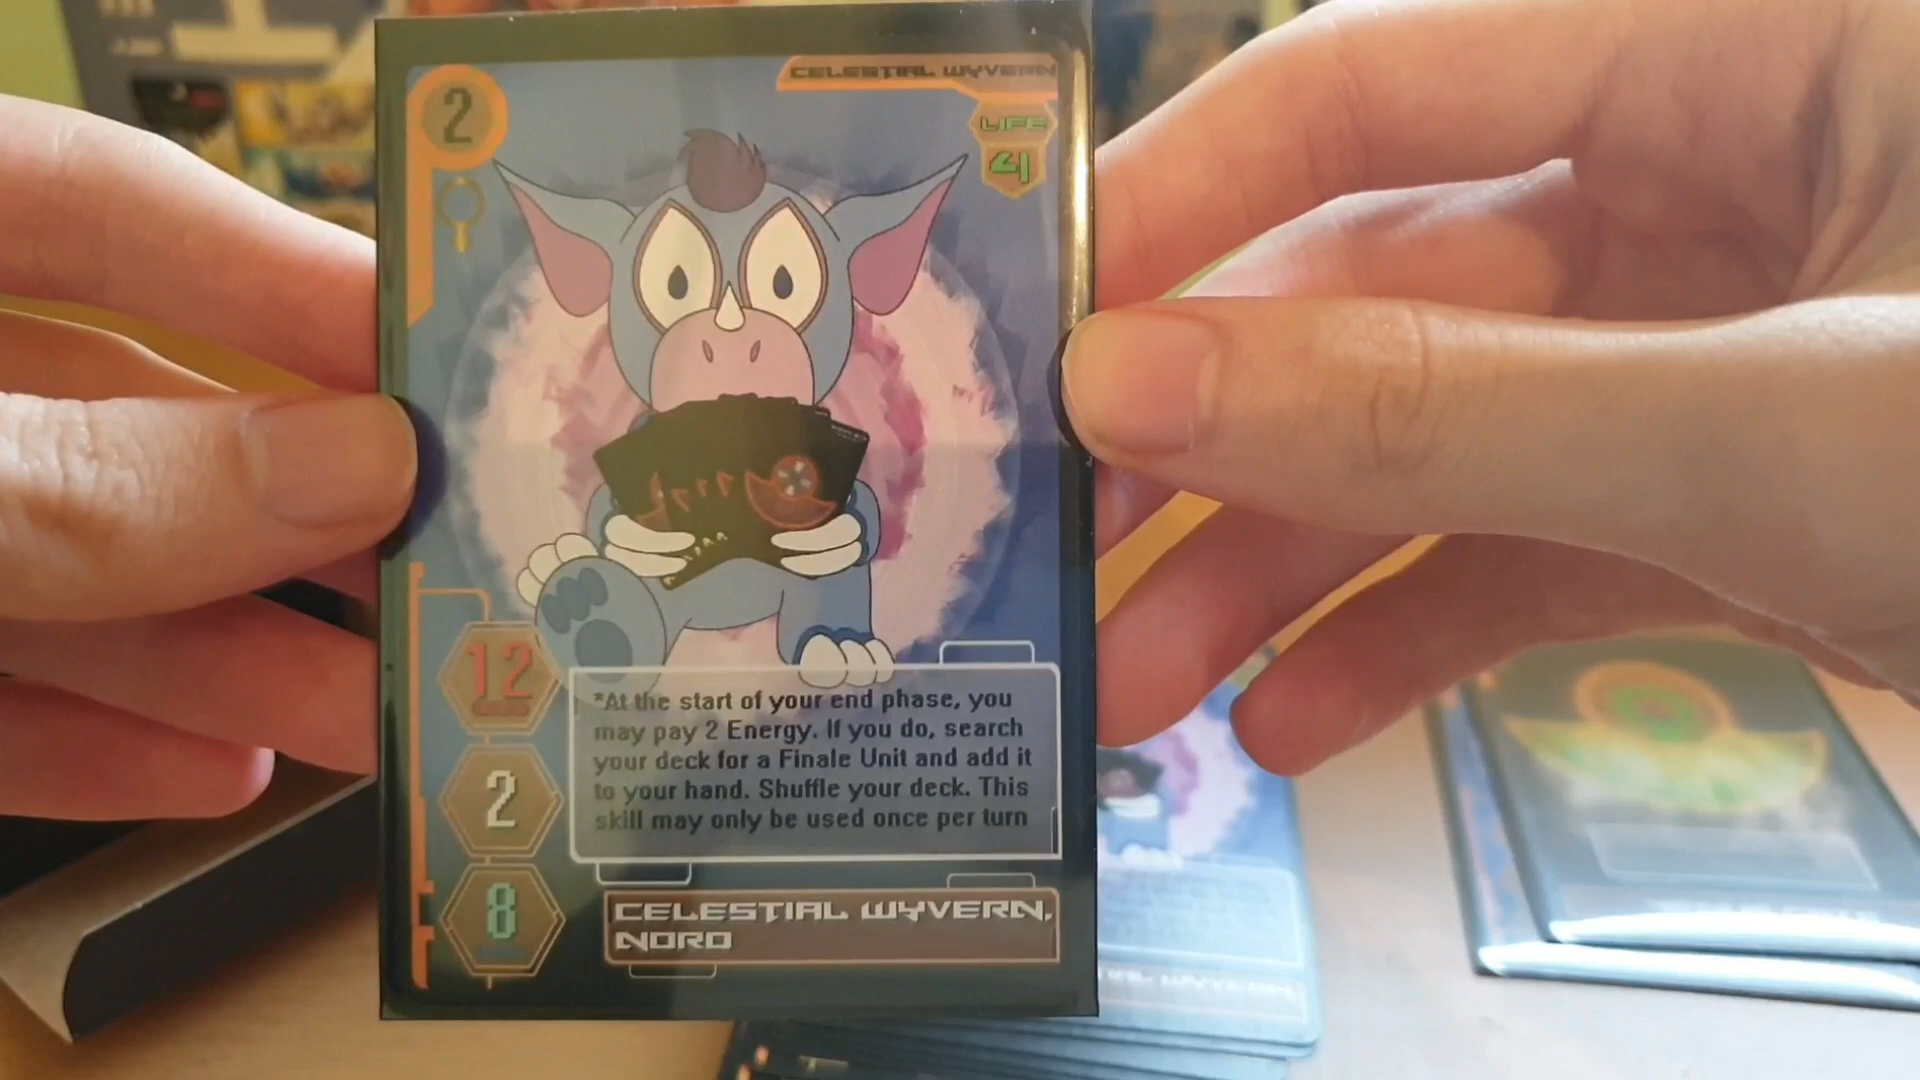 CELESTIAL WYVERN
2
LIFE
4
12
*At the start of your end phase, you
may pay 2 Energy. If you do, search
your deck for a Finale Unit and add it
to your hand. Shuffle your deck. This
skill may only be used once per turn
2
8
CELESTIAL WYVERN,
NORO